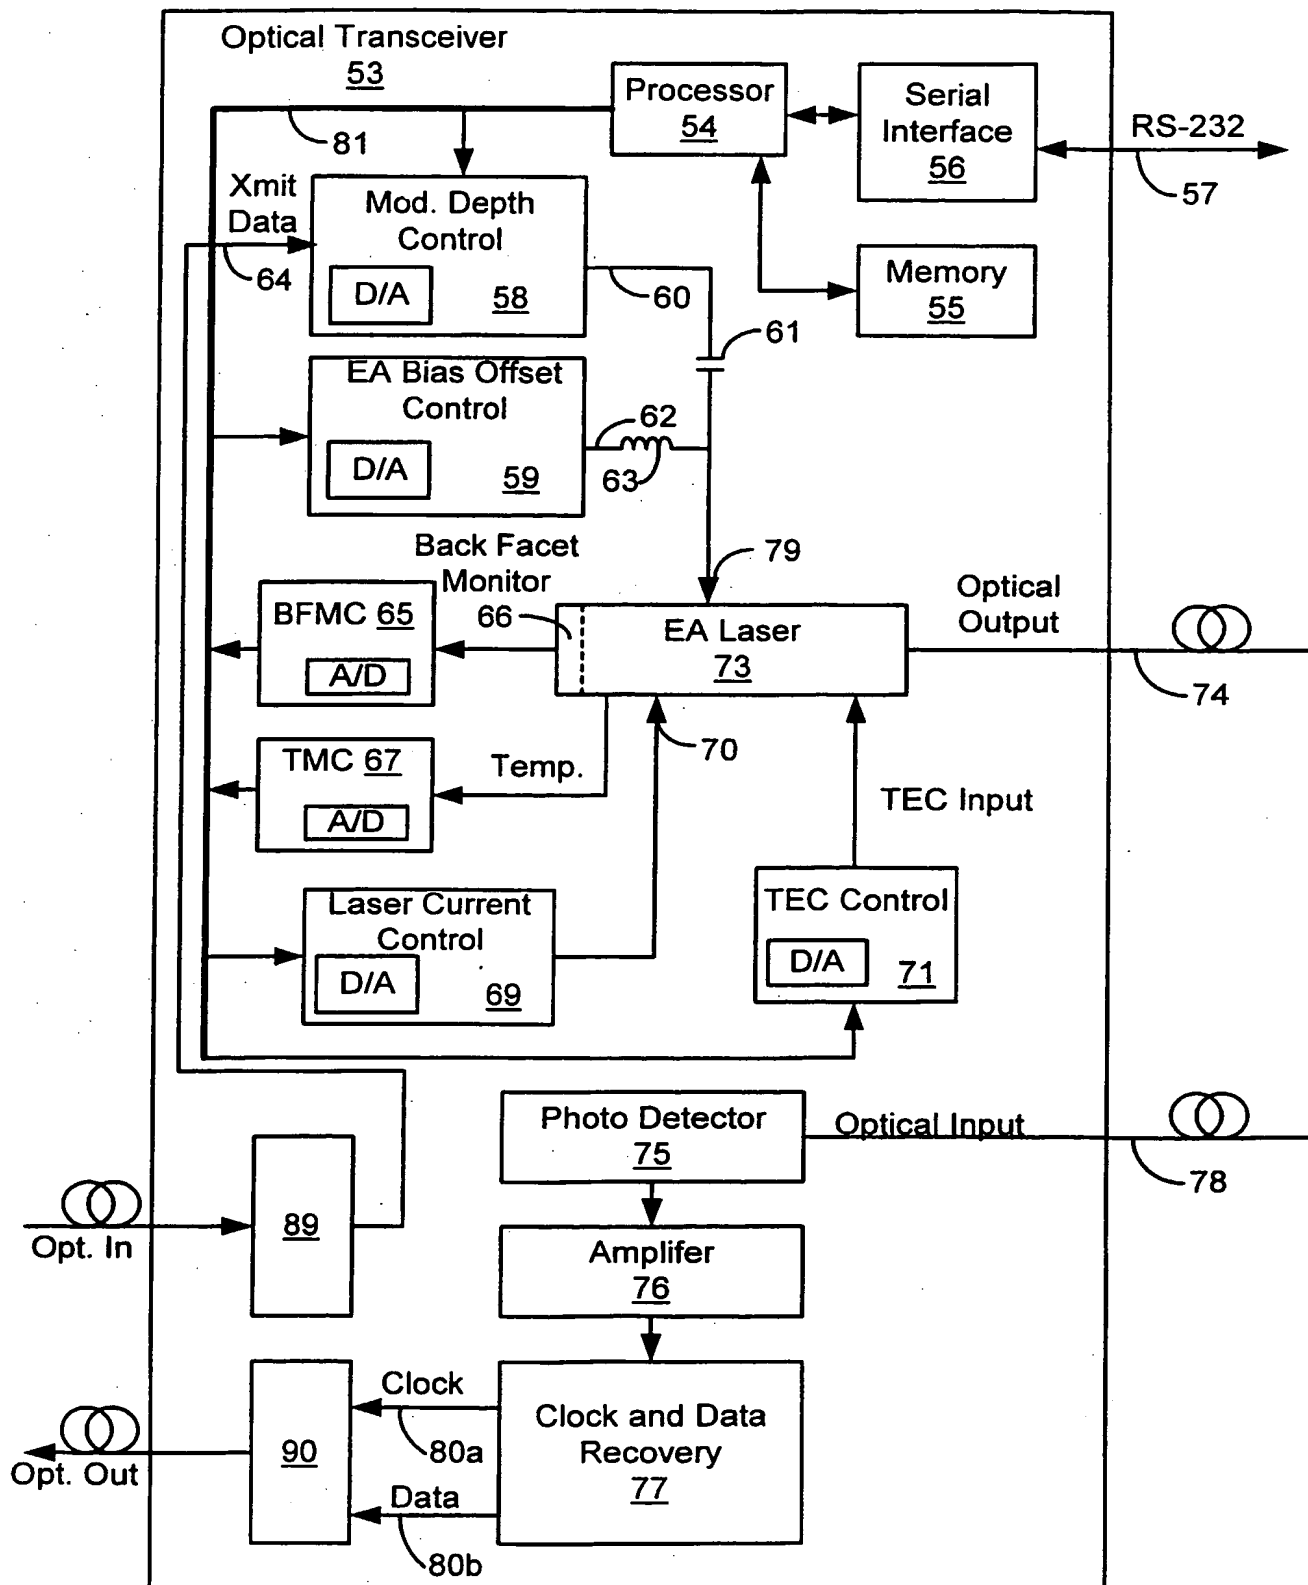 Optical Transceiver
53
Processor
54
Serial
Interface
56
RS-232
57
81
Xmit
Data
64
Mod. Depth
Control
D/A
58
60
Memory
55
61
EA Bias Offset
Control
D/A
59
62
63
Back Facet
Monitor
66
79
BFMC 65
A/D
EA Laser
73
Optical
Output
74
TMC 67
A/D
Temp.
70
TEC Input
Laser Current
Control
D/A
69
TEC Control
D/A
71
Photo Detector
75
Optical Input
78
Opt. In
89
Amplifer
76
Clock
80a
Clock and Data
Recovery
77
90
Opt. Out
Data
80b